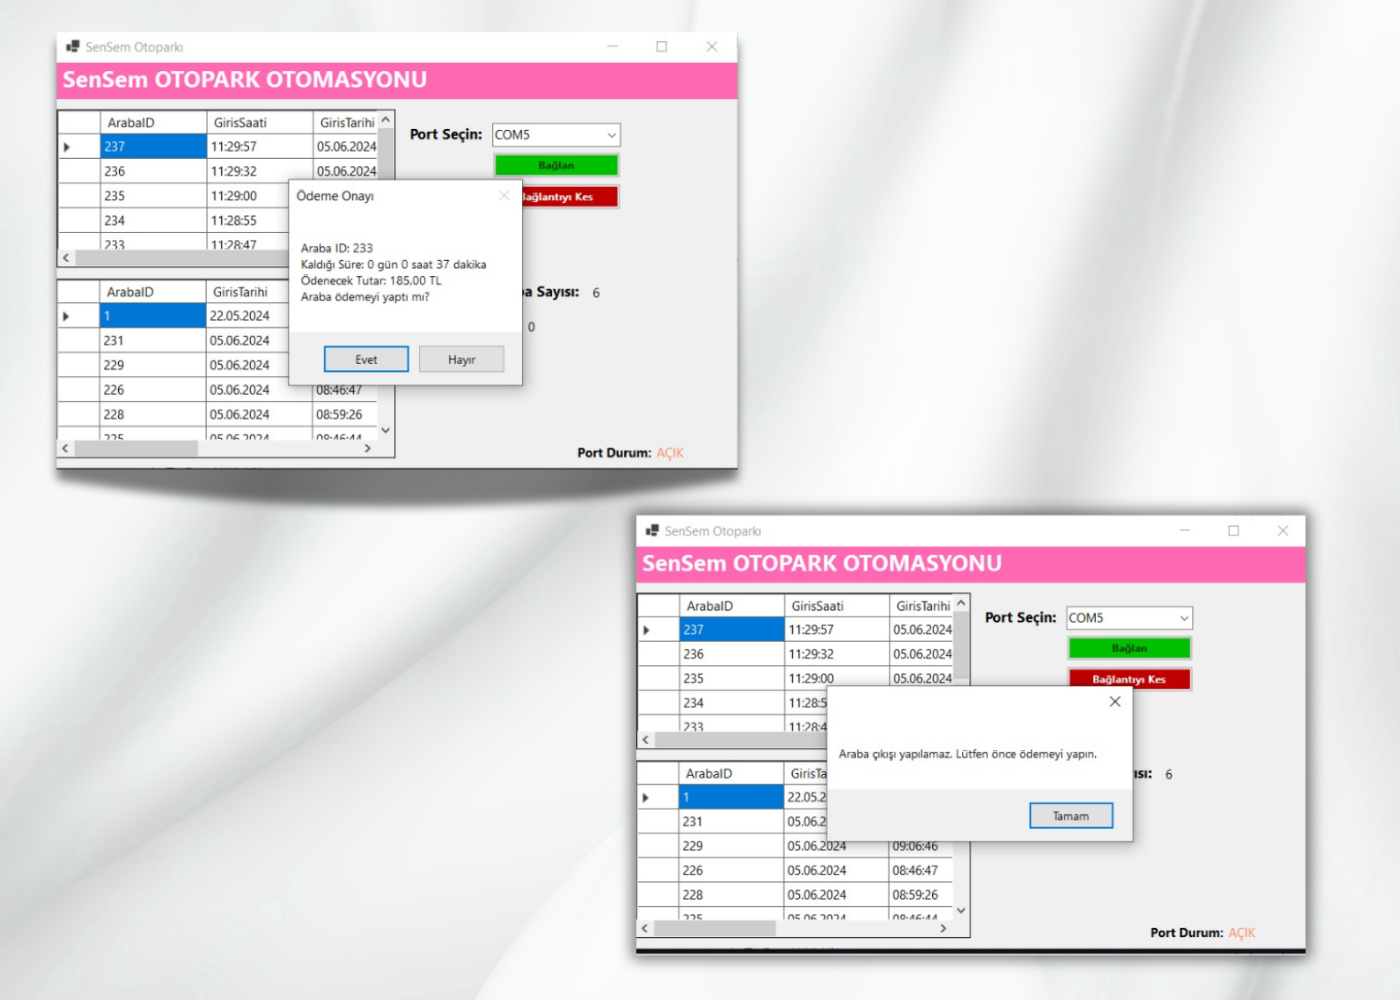 SenSem Otoparkı
SenSem OTOPARK OTOMASYONU
ArabaID GirisSaati GirisTarihi
237 11:29:57 05.06.2024
236 11:29:32 05.06.2024
235 11:29:00
234 11:28:55
233 11:28:47
Port Seçin: COM5
Bağlan
Bağlantıyı Kes
Ödeme Onayı
Araba ID: 233
Kaldığı Süre: 0 gün 0 saat 37 dakika
Ödenecek Tutar: 185,00 TL
Araba ödemeyi yaptı mı?
Evet Hayır
Sayısı: 6
0
ArabaID GirisTarihi
1 22.05.2024
231 05.06.2024
229 05.06.2024
226 05.06.2024 08:46:47
228 05.06.2024 08:59:26
225 05.06.2024 08:46:44
Port Durum: AÇIK
SenSem Otoparkı
SenSem OTOPARK OTOMASYONU
ArabaID GirisSaati GirisTarihi
237 11:29:57 05.06.2024
236 11:29:32 05.06.2024
235 11:29:00 05.06.2024
234 11:28:5
233 11:28:4
Port Seçin: COM5
Bağlan
Bağlantıyı Kes
Araba çıkışı yapılamaz. Lütfen önce ödemeyi yapın.
Tamam
ısı: 6
ArabaID GirisTa
1 22.05.2
231 05.06.2
229 05.06.2024 09:06:46
226 05.06.2024 08:46:47
228 05.06.2024 08:59:26
225 05.06.2024 08:46:44
Port Durum: AÇIK